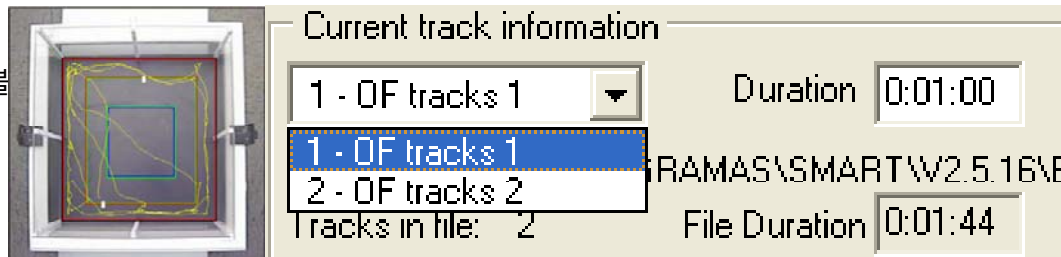 Current track information
1 - OF tracks 1
Duration 0:01:00
1 - OF tracks 1
2 - OF tracks 2
RAMAS\SMART\V2.5.16\E
Tracks in file: 2
File Duration 0:01:44